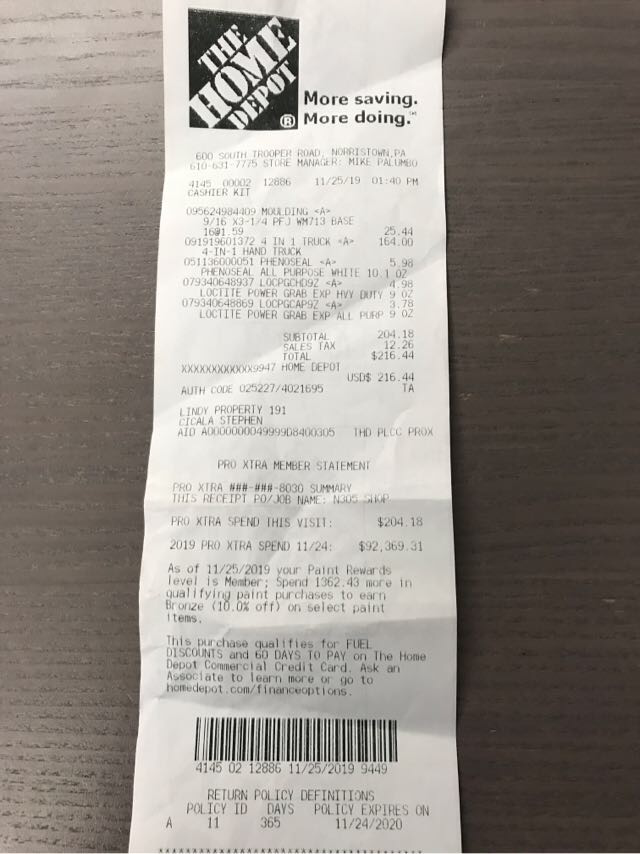 THE
HOME
DEPOT
®
More saving.
More doing.℠
600 SOUTH TROOPER ROAD, NORRISTOWN,PA
610-631-7775 STORE MANAGER: MIKE PALUMBO
4145 00002 12886 11/25/19 01:40 PM
CASHIER KIT
095624984409 MOULDING <A>
9/16 X3-1/4 PFJ WM713 BASE
16@1.59 25.44
091919601372 4 IN 1 TRUCK <A> 164.00
4-IN-1 HAND TRUCK
051136000051 PHENOSEAL <A> 5.98
PHENOSEAL ALL PURPOSE WHITE 10.1 OZ
079340648937 LOCPGCHD9Z <A> 4.98
LOCTITE POWER GRAB EXP HVY DUTY 9 OZ
079340648869 LOCPGCAP9Z <A> 3.78
LOCTITE POWER GRAB EXP ALL PURP 9 OZ
SUBTOTAL 204.18
SALES TAX 12.26
TOTAL $216.44
XXXXXXXXXXXX9947 HOME DEPOT
USD$ 216.44
AUTH CODE 025227/4021695 TA
LINDY PROPERTY 191
CICALA STEPHEN
AID A0000000049999D8400305 THD PLCC PROX
PRO XTRA MEMBER STATEMENT
PRO XTRA ###-###-8030 SUMMARY
THIS RECEIPT PO/JOB NAME: N305 SHOP
PRO XTRA SPEND THIS VISIT: $204.18
2019 PRO XTRA SPEND 11/24: $92,369.31
As of 11/25/2019 your Paint Rewards
level is Member; Spend 1362.43 more in
qualifying paint purchases to earn
Bronze (10.0% off) on select paint
items.
This purchase qualifies for FUEL
DISCOUNTS and 60 DAYS TO PAY on The Home
Depot Commercial Credit Card. Ask an
Associate to learn more or go to
homedepot.com/financeoptions.
4145 02 12886 11/25/2019 9449
RETURN POLICY DEFINITIONS
POLICY ID DAYS POLICY EXPIRES ON
A 11 365 11/24/2020